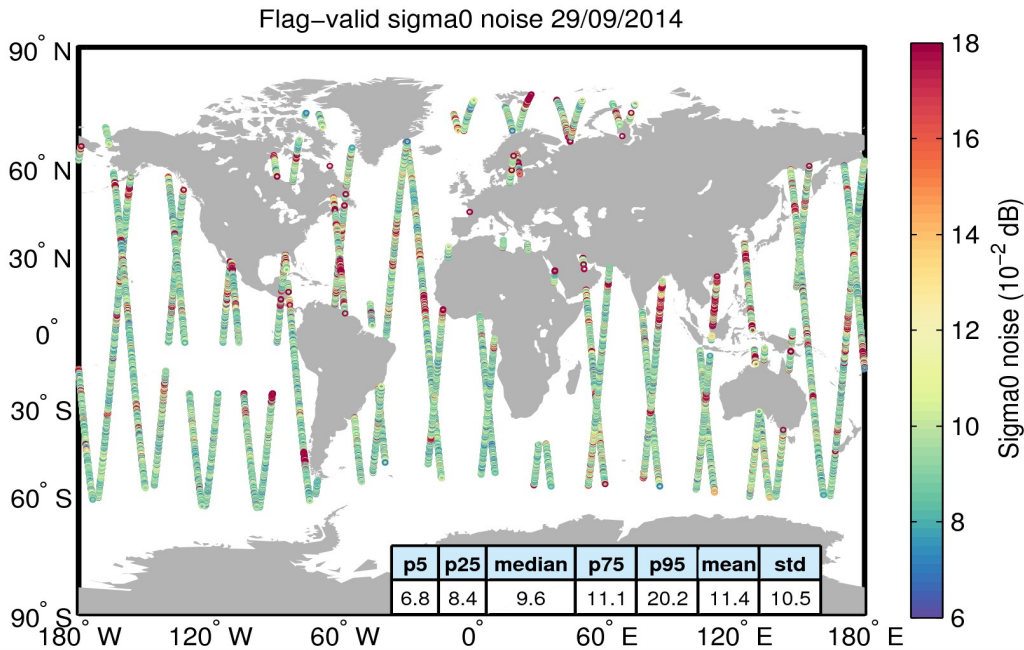 Flag−valid sigma0 noise 29/09/2014
90° N
60° N
30° N
0°
30° S
60° S
90° S
180° W 120° W 60° W 0° 60° E 120° E 180° E
p5 p25 median p75 p95 mean std
6.8 8.4 9.6 11.1 20.2 11.4 10.5
18
16
14
12
10
8
6
Sigma0 noise (10⁻² dB)